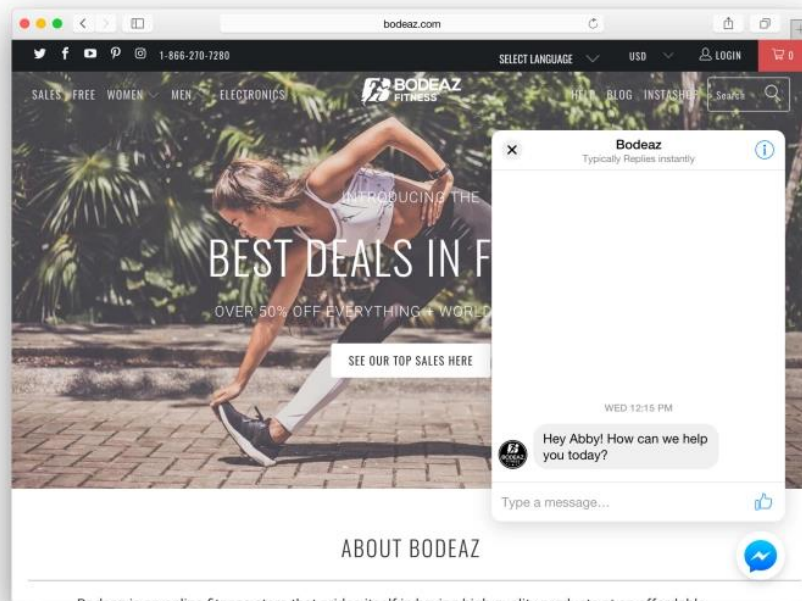 bodeaz.com
1-866-270-7280
SELECT LANGUAGE
USD
LOGIN
0
SALES FREE WOMEN MEN ELECTRONICS
BODEAZ
FITNESS
HELP BLOG INSTASHOP
Search
INTRODUCING THE
BEST DEALS IN F
OVER 50% OFF EVERYTHING + WORLD
SEE OUR TOP SALES HERE
Bodeaz
Typically Replies instantly
WED 12:15 PM
BODEAZ
Hey Abby! How can we help
you today?
Type a message...
ABOUT BODEAZ